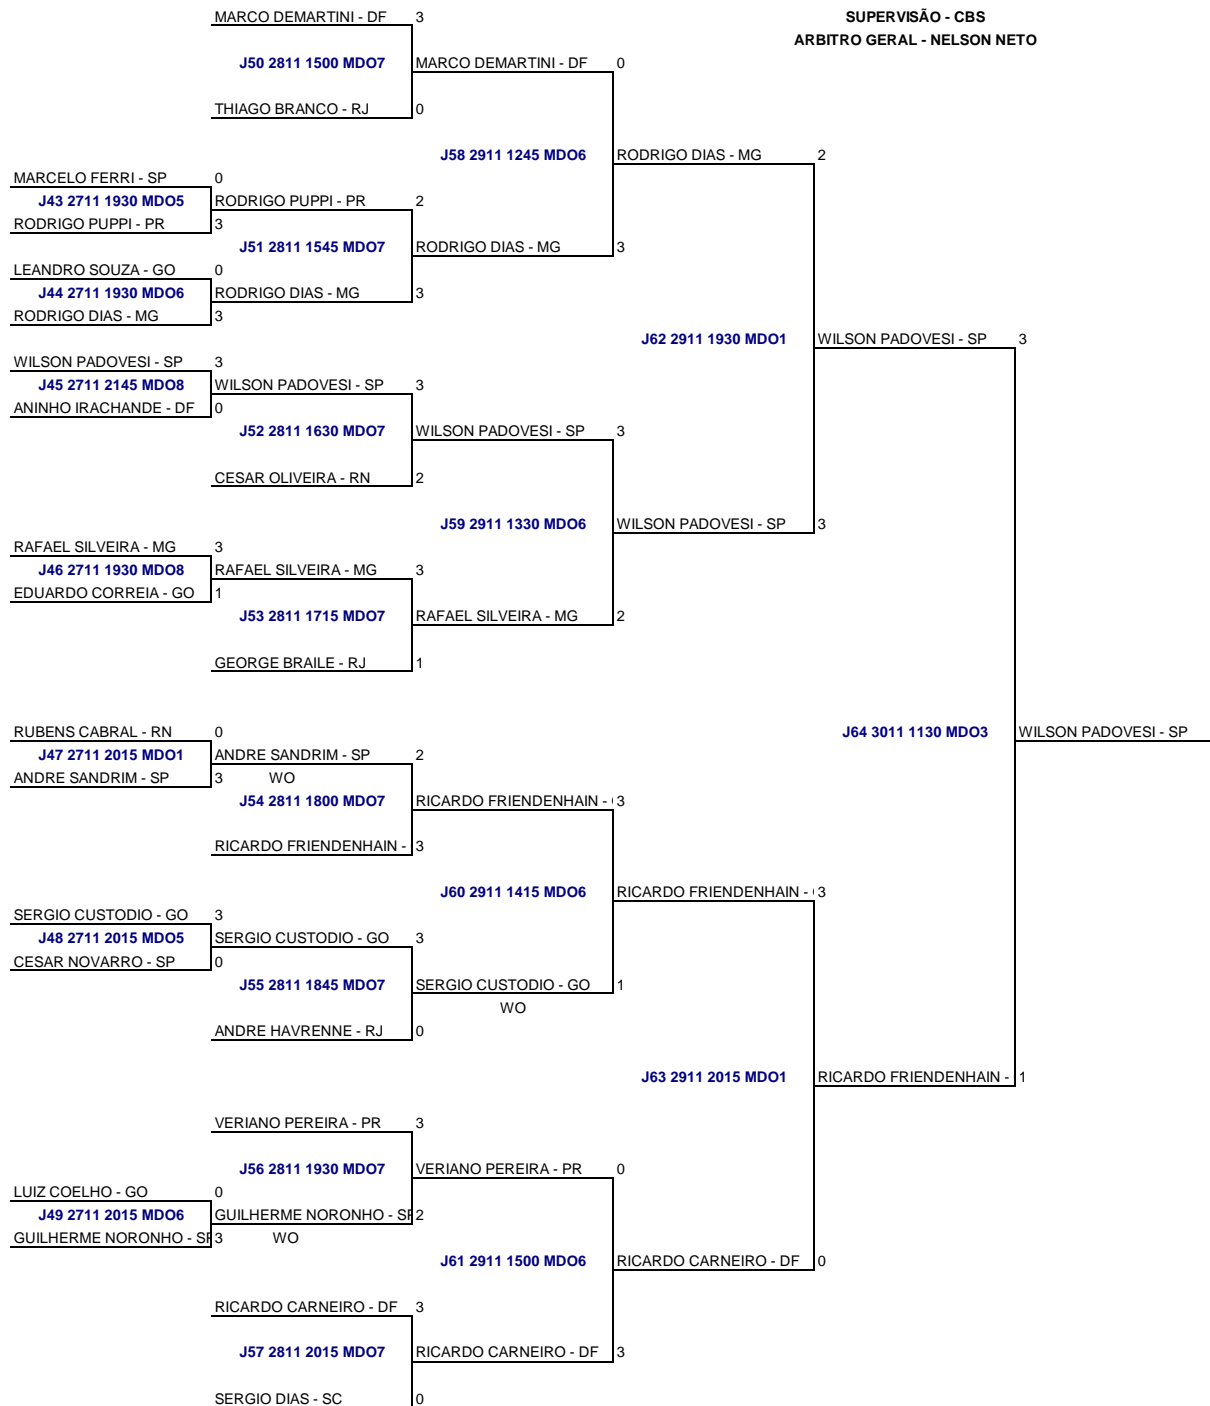 MARCO DEMARTINI - DF 3
SUPERVISÃO - CBS
ARBITRO GERAL - NELSON NETO
J50 2811 1500 MDO7 MARCO DEMARTINI - DF 0
THIAGO BRANCO - RJ 0
J58 2911 1245 MDO6 RODRIGO DIAS - MG 2
MARCELO FERRI - SP 0
J43 2711 1930 MDO5 RODRIGO PUPPI - PR 2
RODRIGO PUPPI - PR 3
J51 2811 1545 MDO7 RODRIGO DIAS - MG 3
LEANDRO SOUZA - GO 0
J44 2711 1930 MDO6 RODRIGO DIAS - MG 3
RODRIGO DIAS - MG 3
J62 2911 1930 MDO1 WILSON PADOVESI - SP 3
WILSON PADOVESI - SP 3
J45 2711 2145 MDO8 WILSON PADOVESI - SP 3
ANINHO IRACHANDE - DF 0
J52 2811 1630 MDO7 WILSON PADOVESI - SP 3
CESAR OLIVEIRA - RN 2
J59 2911 1330 MDO6 WILSON PADOVESI - SP 3
RAFAEL SILVEIRA - MG 3
J46 2711 1930 MDO8 RAFAEL SILVEIRA - MG 3
EDUARDO CORREIA - GO 1
J53 2811 1715 MDO7 RAFAEL SILVEIRA - MG 2
GEORGE BRAILE - RJ 1
RUBENS CABRAL - RN 0
J64 3011 1130 MDO3 WILSON PADOVESI - SP
J47 2711 2015 MDO1 ANDRE SANDRIM - SP 2
ANDRE SANDRIM - SP 3 WO
J54 2811 1800 MDO7 RICARDO FRIENDENHAIN - 3
RICARDO FRIENDENHAIN - 3
J60 2911 1415 MDO6 RICARDO FRIENDENHAIN - 3
SERGIO CUSTODIO - GO 3
J48 2711 2015 MDO5 SERGIO CUSTODIO - GO 3
CESAR NOVARRO - SP 0
J55 2811 1845 MDO7 SERGIO CUSTODIO - GO 1
WO
ANDRE HAVRENNE - RJ 0
J63 2911 2015 MDO1 RICARDO FRIENDENHAIN - 1
VERIANO PEREIRA - PR 3
J56 2811 1930 MDO7 VERIANO PEREIRA - PR 0
LUIZ COELHO - GO 0
J49 2711 2015 MDO6 GUILHERME NORONHO - SP 2
GUILHERME NORONHO - SP 3 WO
J61 2911 1500 MDO6 RICARDO CARNEIRO - DF 0
RICARDO CARNEIRO - DF 3
J57 2811 2015 MDO7 RICARDO CARNEIRO - DF 3
SERGIO DIAS - SC 0